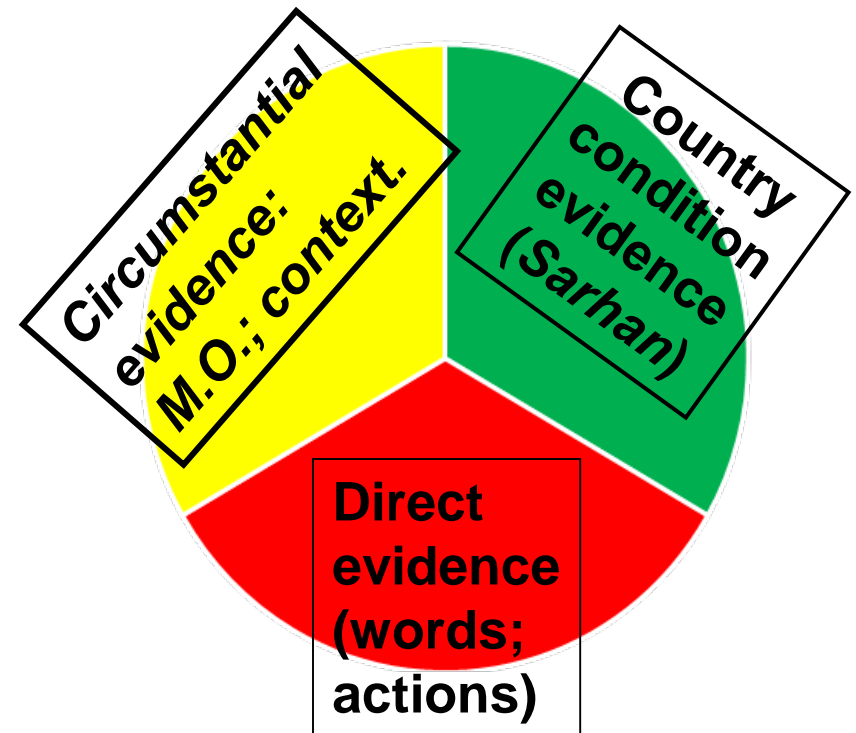 Circumstantial
evidence:
M.O.; context.
Country
condition
evidence
(Sarhan)
Direct
evidence
(words;
actions)